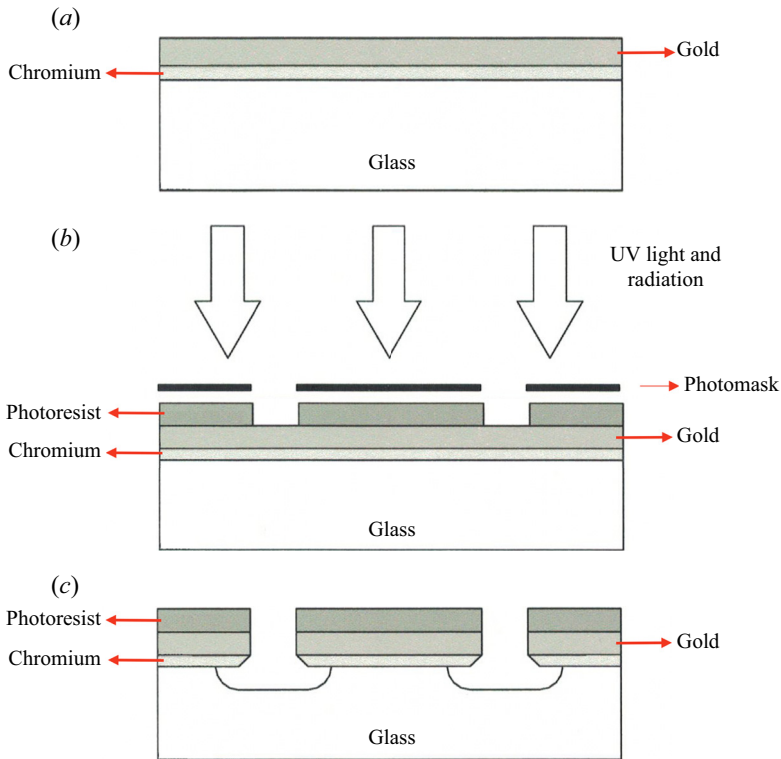 (a)
Gold
Chromium
Glass
(b)
UV light and
radiation
Photomask
Photoresist
Gold
Chromium
Glass
(c)
Photoresist
Gold
Chromium
Glass